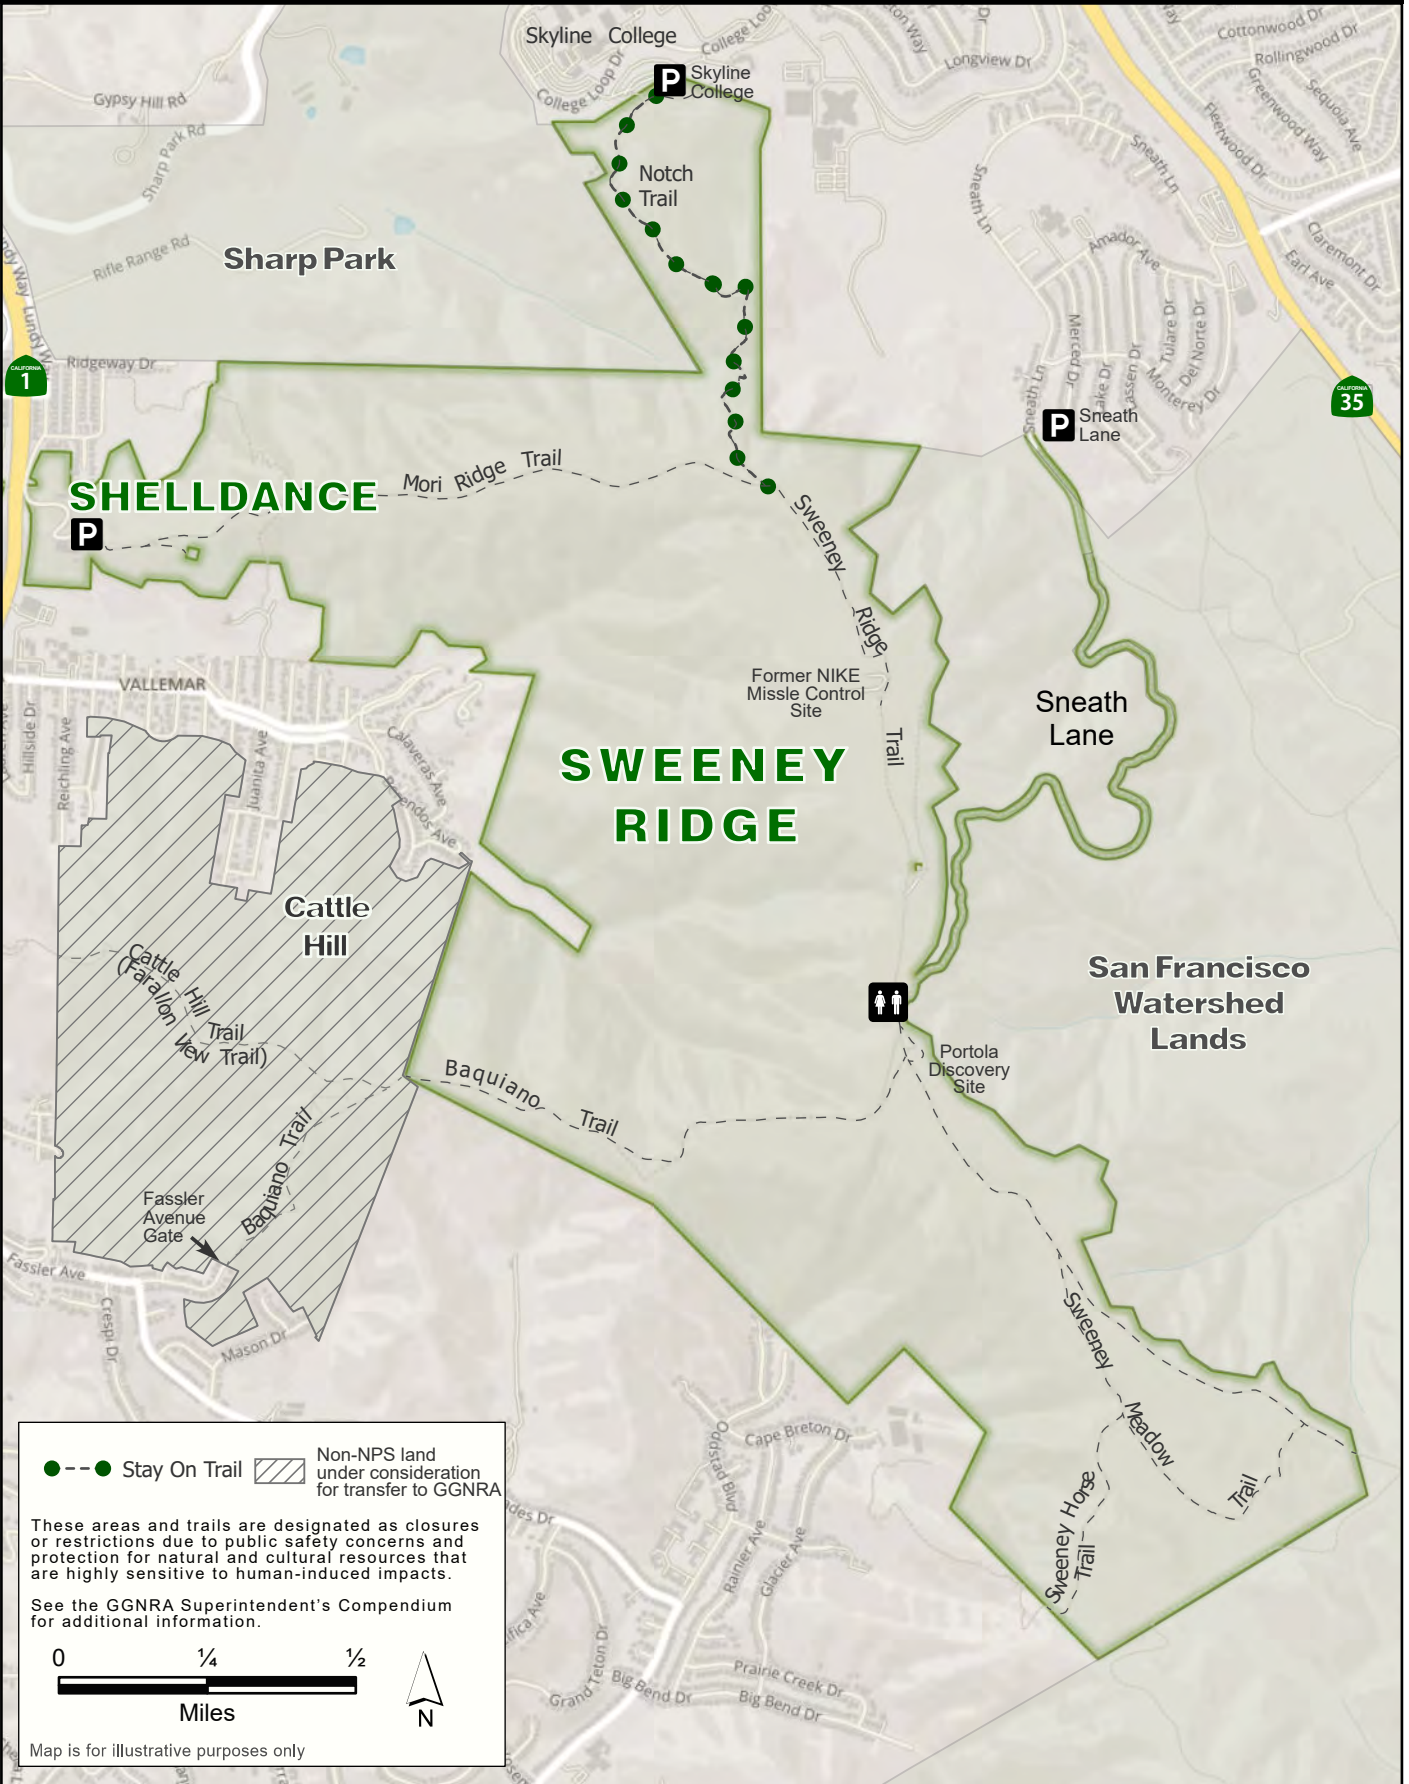 Skyline College
College Loop
College Loop Dr
P
Skyline
College
Longview Dr
Cottonwood Dr
Rollingwood Dr
Greenwood Way
Sequoia Ave
Fleetwood Dr
Gypsy Hill Rd
Sharp Park Rd
Sneath Ln
Sneath Ln
Notch
Trail
Claremont Dr
Earl Ave
Amador Ave
Rifle Range Rd
Sharp Park
Lundy W
Merced Dr
Tulare Dr
Del Norte Dr
Monterey Dr
Ridgeway Dr
CALIFORNIA
1
CALIFORNIA
35
Sneath Ln
P
Sneath
Lane
Mori Ridge Trail
SHELLDANCE
P
Sweeney
Ridge
Trail
Former NIKE
Missle Control
Site
Sneath
Lane
VALLEMAR
Hillside Dr
Reichling Ave
Juanita Ave
Calaveras Ave
SWEENEY
RIDGE
Cattle
Hill
Cattle Hill Trail
(Farallon View Trail)
San Francisco
Watershed
Lands
Portola
Discovery
Site
Baquiano Trail
Baquiano Trail
Fassler
Avenue
Gate
Fassler Ave
Crespi Dr
Mason Dr
Sweeney
Meadow
Trail
Sweeney Horse
Trail
Oddstad Blvd
Cape Breton Dr
Rainier Ave
Glacier Ave
Grand Teton Dr
Big Bend Dr
Prairie Creek Dr
Big Bend Dr
Stay On Trail
Non-NPS land
under consideration
for transfer to GGNRA
These areas and trails are designated as closures
or restrictions due to public safety concerns and
protection for natural and cultural resources that
are highly sensitive to human-induced impacts.
See the GGNRA Superintendent's Compendium
for additional information.
0 ¼ ½
Miles
N
Map is for illustrative purposes only